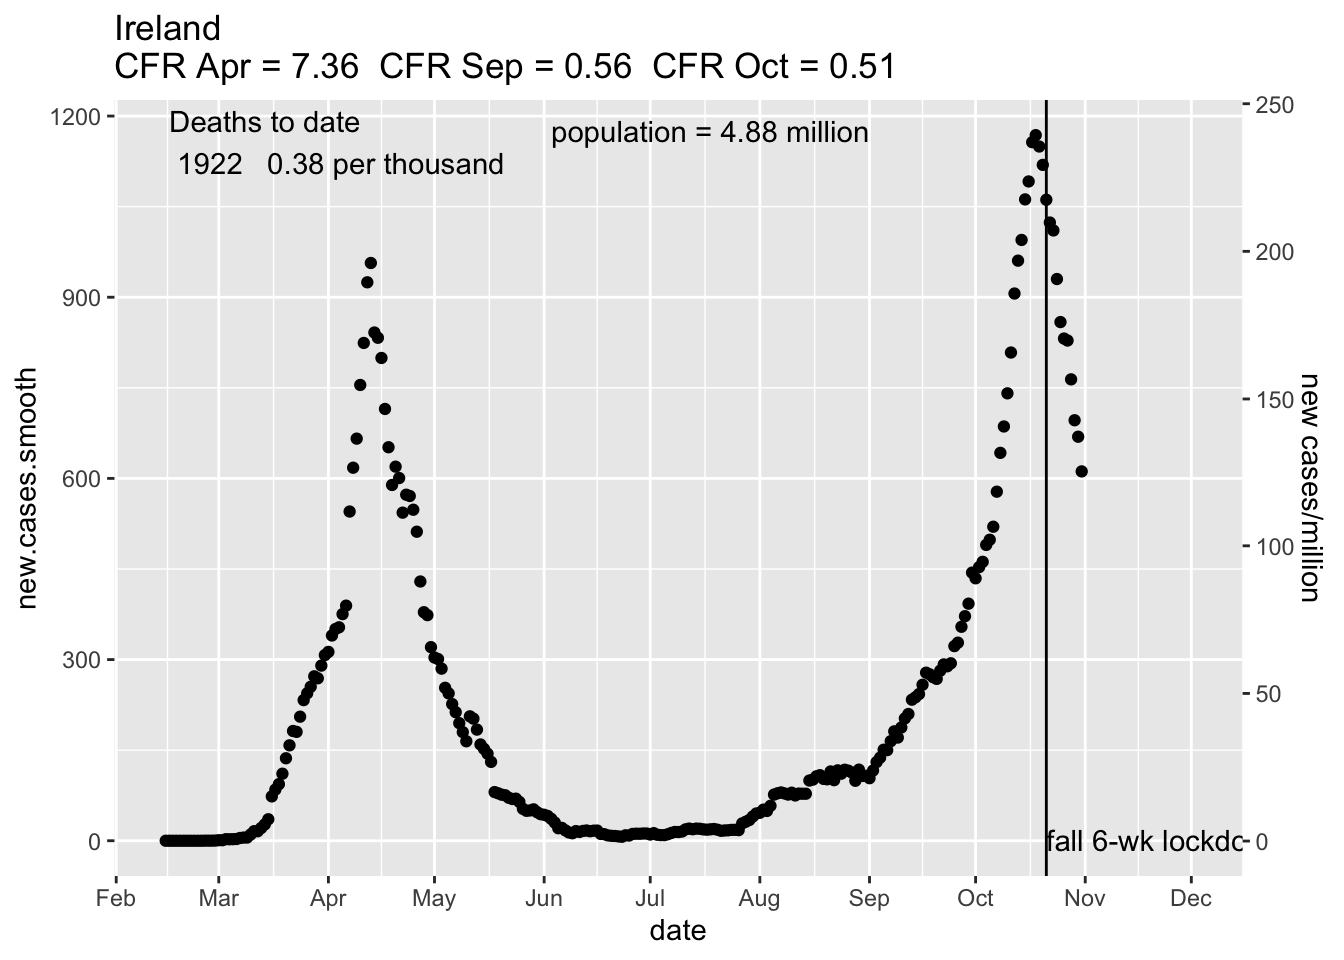 Ireland
CFR Apr = 7.36  CFR Sep = 0.56  CFR Oct = 0.51
Deaths to date
1922   0.38 per thousand
population = 4.88 million
1200
900
600
300
0
new.cases.smooth
250
200
150
100
50
0
new cases/million
fall 6-wk lockdo
Feb Mar Apr May Jun Jul Aug Sep Oct Nov Dec
date